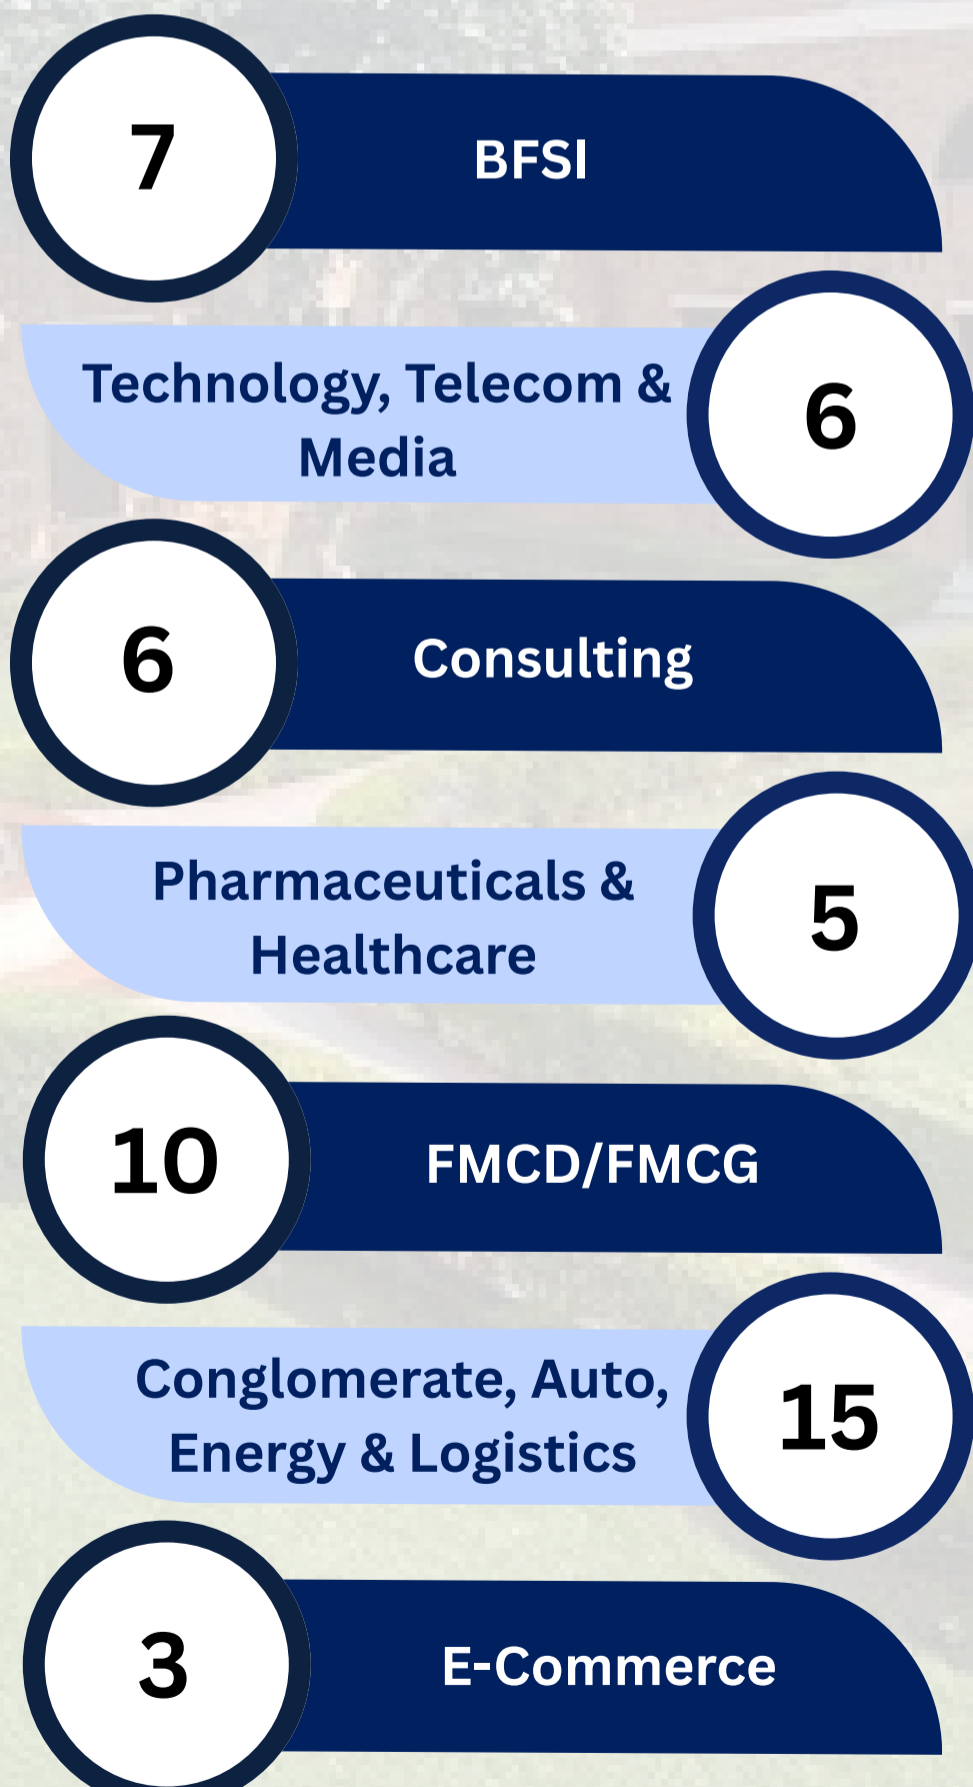 7
BFSI
Technology, Telecom &
Media
6
6
Consulting
Pharmaceuticals &
Healthcare
5
10
FMCD/FMCG
Conglomerate, Auto,
Energy & Logistics
15
3
E-Commerce